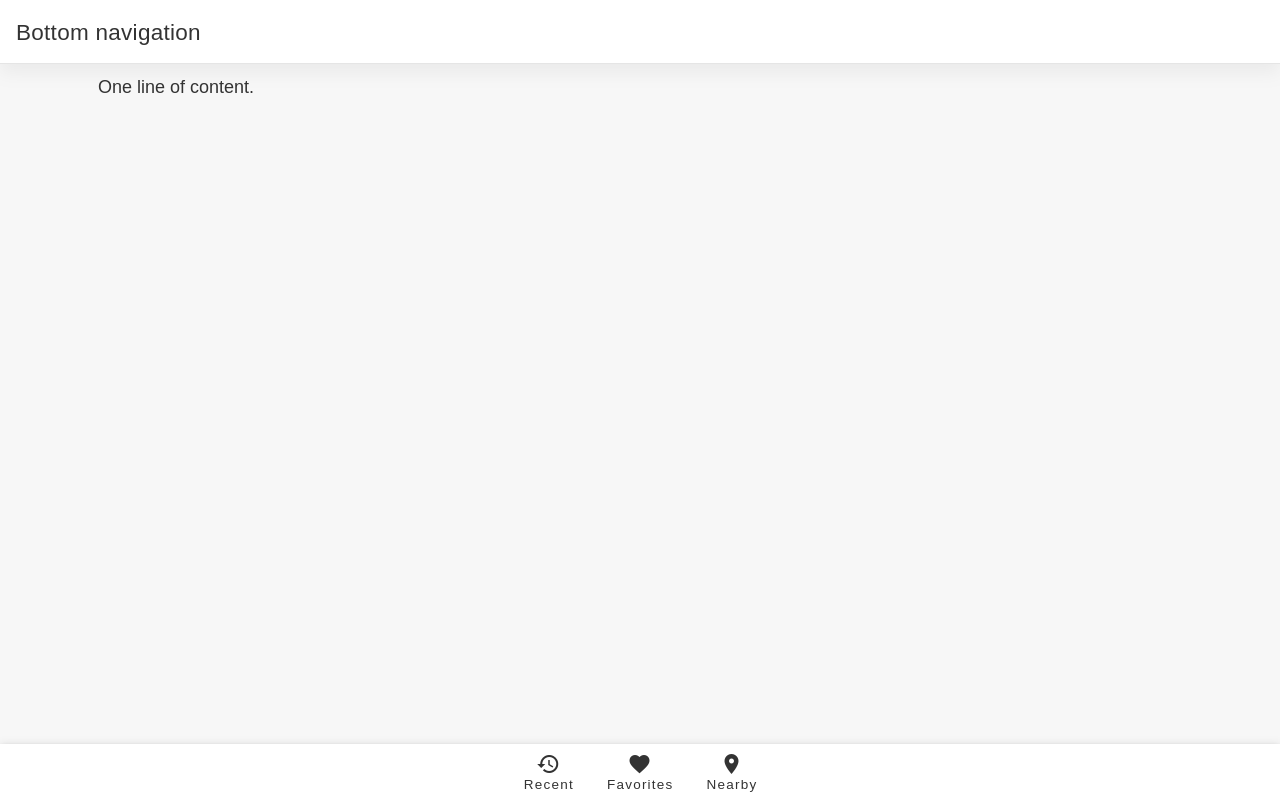 Bottom navigation
One line of content.
Recent
Favorites
Nearby